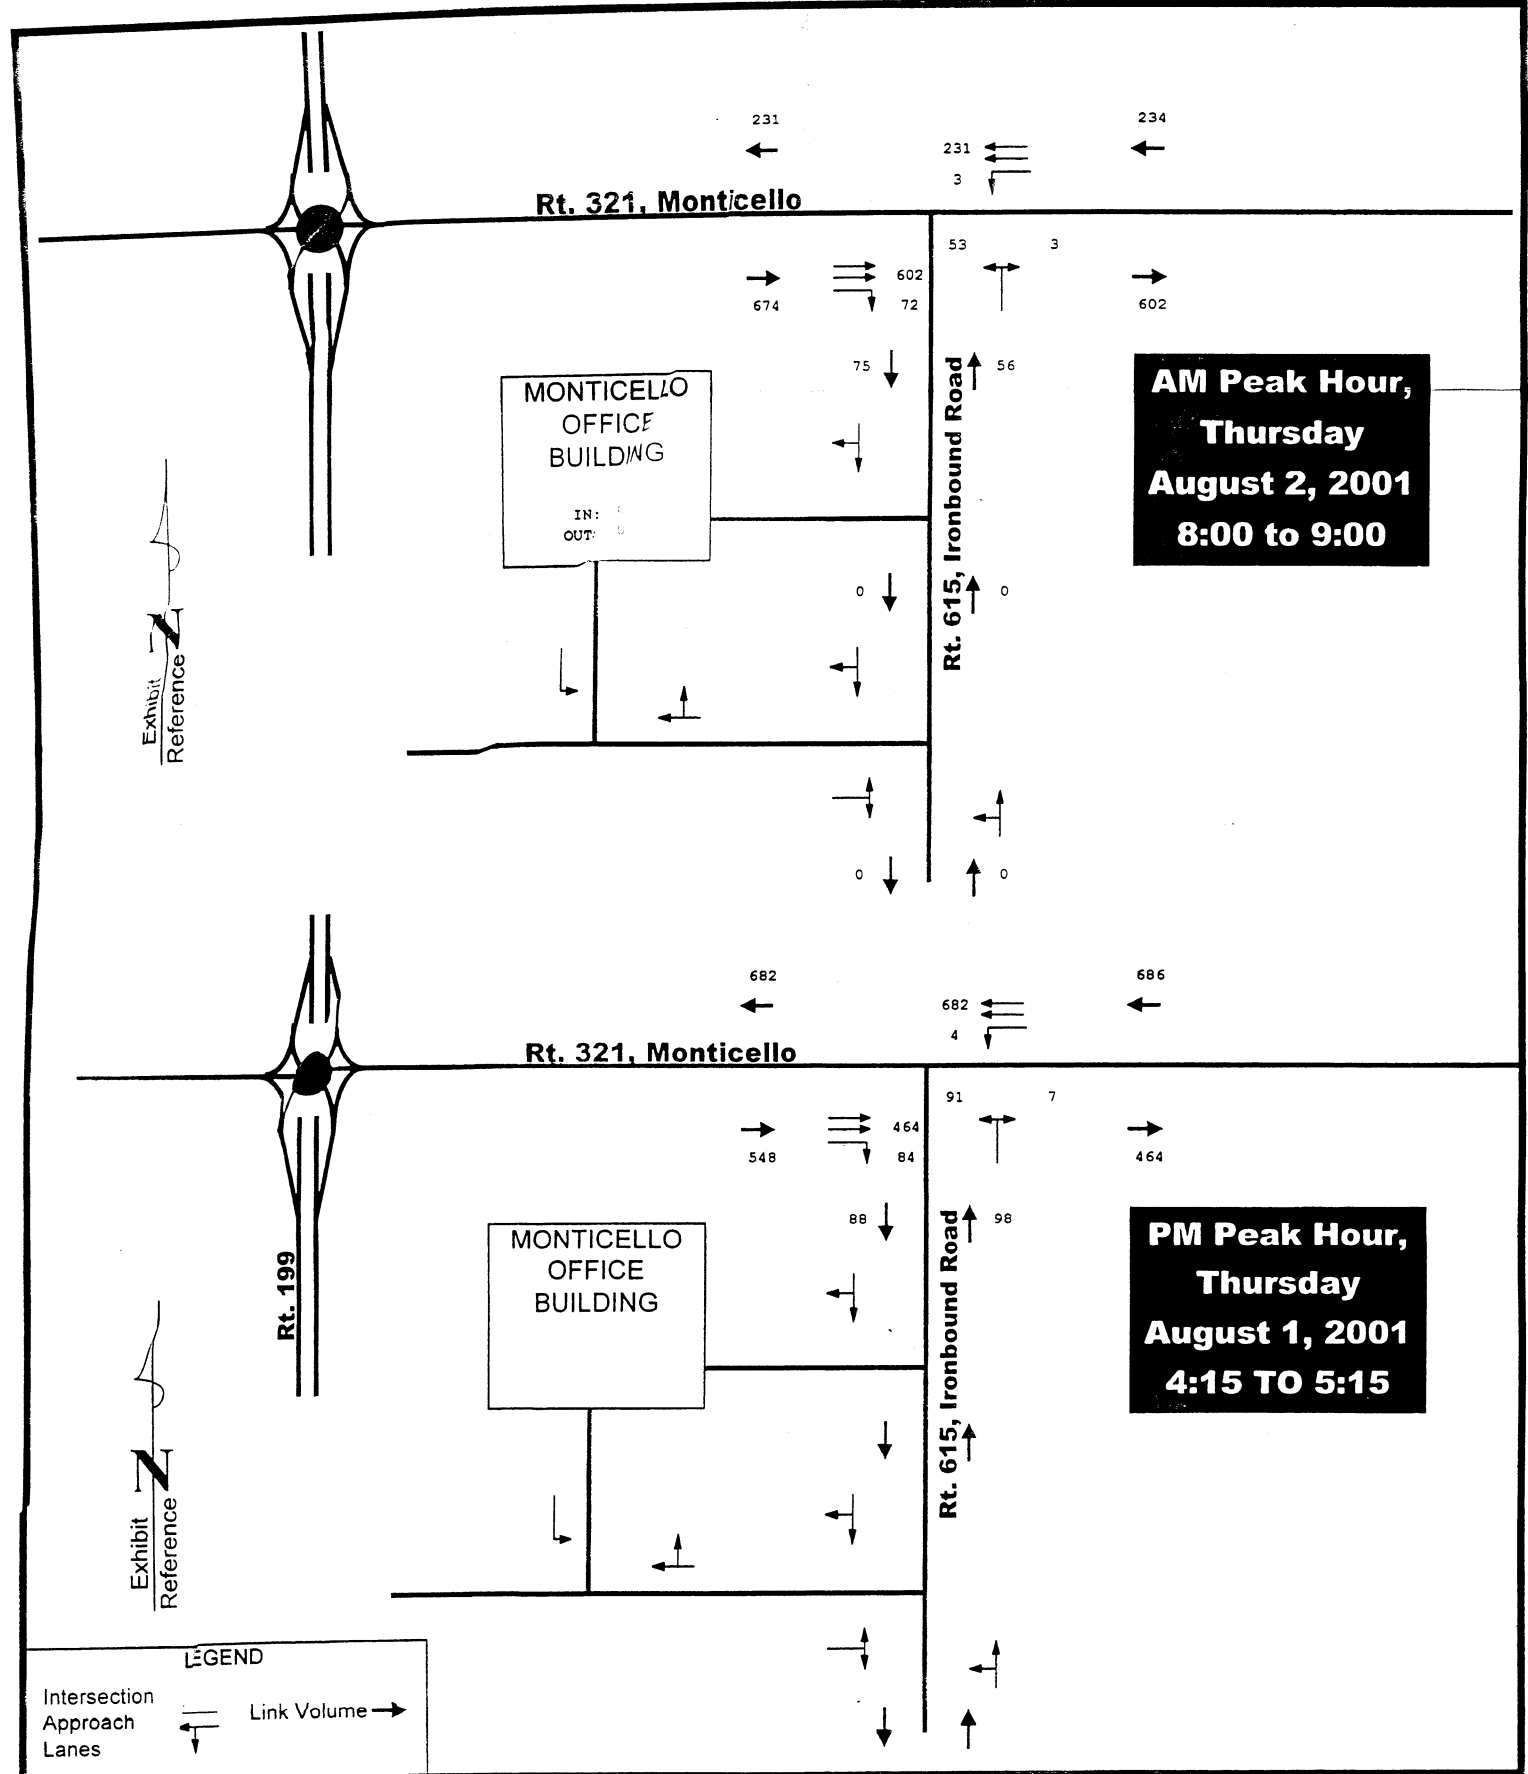 231
234
231
3
Rt. 321, Monticello
53 3
602
674 72 602
75 56
MONTICELLO
OFFICE
BUILDING
IN:
OUT:
Rt. 615, Ironbound Road
AM Peak Hour,
Thursday
August 2, 2001
8:00 to 9:00
0 0
N
Exhibit
Reference
0 0
682
686
682
4
Rt. 321, Monticello
91 7
464
548 84 464
88 98
MONTICELLO
OFFICE
BUILDING
Rt. 199
Rt. 615, Ironbound Road
PM Peak Hour,
Thursday
August 1, 2001
4:15 TO 5:15
N
Exhibit
Reference
LEGEND
Intersection
Approach
Lanes
Link Volume